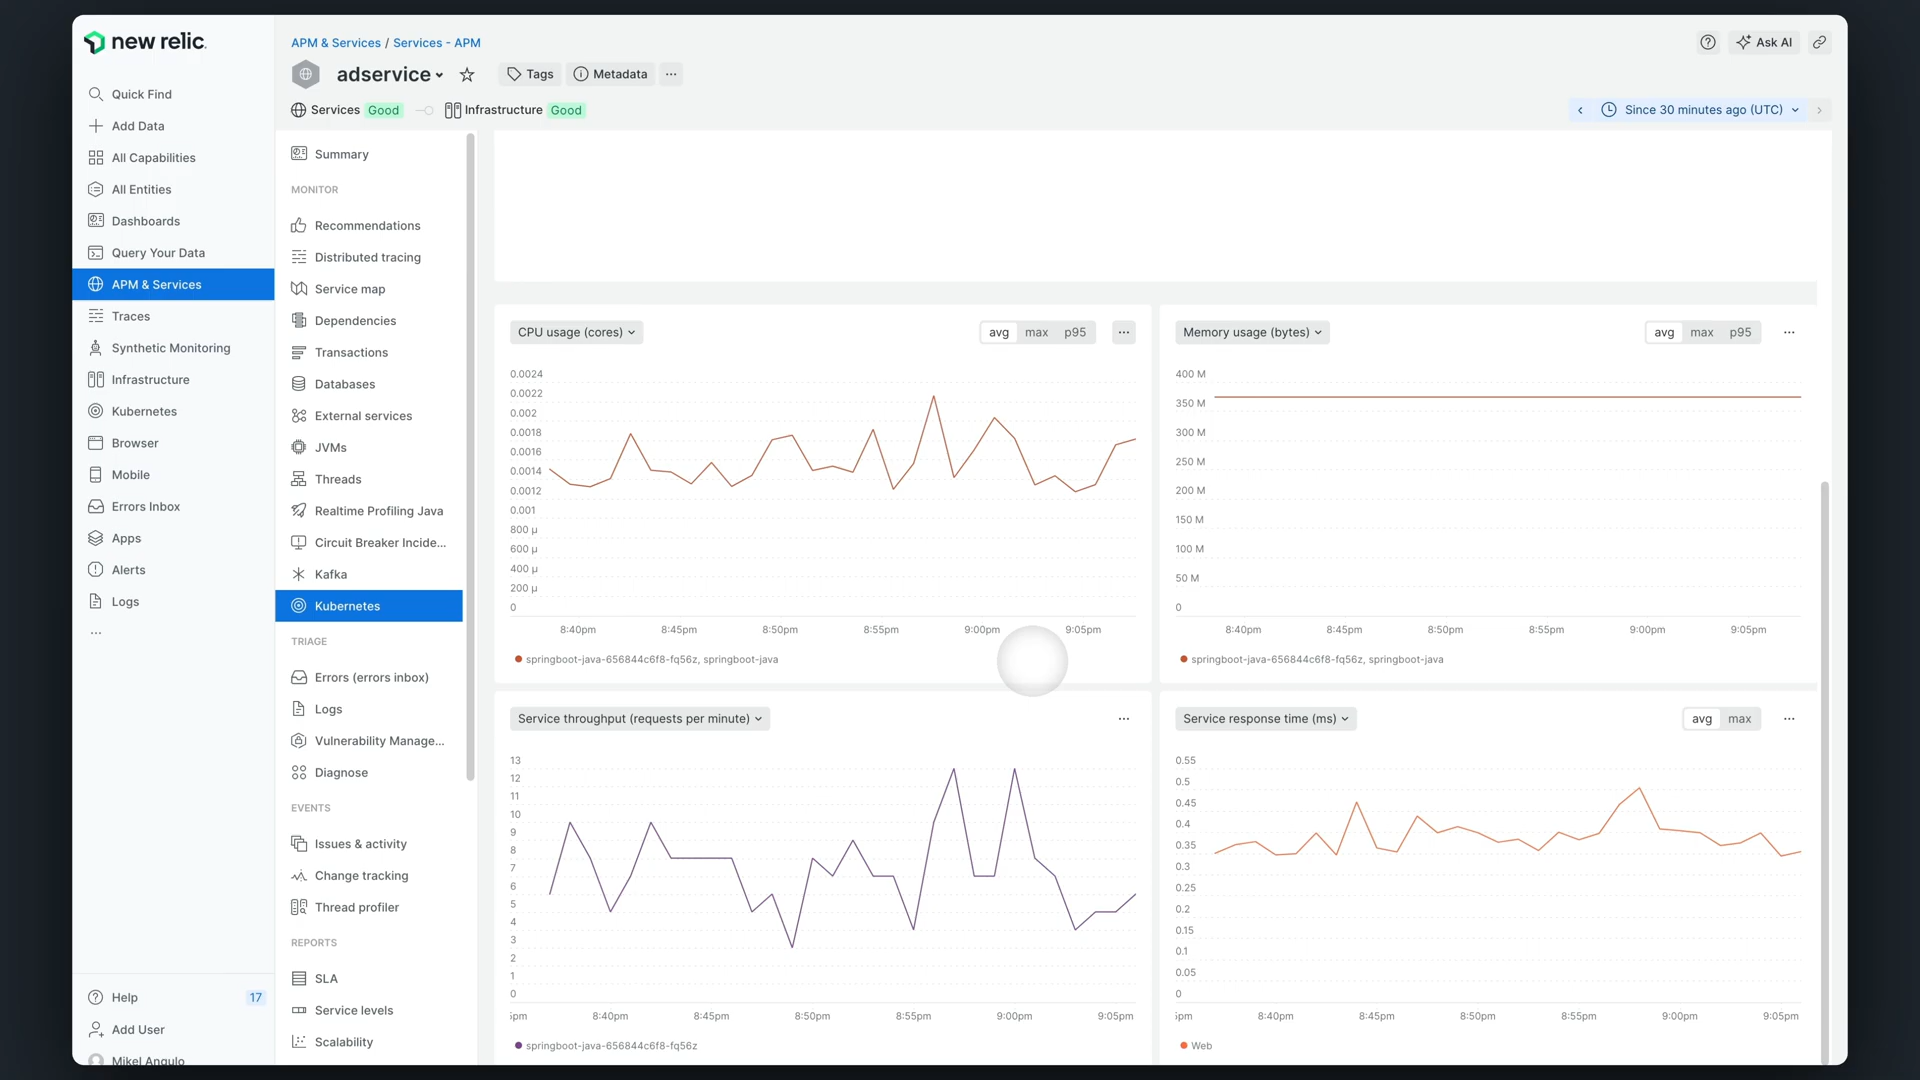 new relic.
Quick Find
Add Data
All Capabilities
All Entities
Dashboards
Query Your Data
APM & Services
Traces
Synthetic Monitoring
Infrastructure
Kubernetes
Browser
Mobile
Errors Inbox
Apps
Alerts
Logs
...
Help 17
Add User
Mikel Angulo
APM & Services / Services - APM
Ask AI
adservice
Tags
Metadata
...
Services Good
Infrastructure Good
Since 30 minutes ago (UTC)
Summary
MONITOR
Recommendations
Distributed tracing
Service map
Dependencies
Transactions
Databases
External services
JVMs
Threads
Realtime Profiling Java
Circuit Breaker Incide...
Kafka
Kubernetes
TRIAGE
Errors (errors inbox)
Logs
Vulnerability Manage...
Diagnose
EVENTS
Issues & activity
Change tracking
Thread profiler
REPORTS
SLA
Service levels
Scalability
CPU usage (cores)
avg max p95 ...
0.0024
0.0022
0.002
0.0018
0.0016
0.0014
0.0012
0.001
800 µ
600 µ
400 µ
200 µ
0
8:40pm 8:45pm 8:50pm 8:55pm 9:00pm 9:05pm
springboot-java-656844c6f8-fq56z, springboot-java
Memory usage (bytes)
avg max p95 ...
400 M
350 M
300 M
250 M
200 M
150 M
100 M
50 M
0
8:40pm 8:45pm 8:50pm 8:55pm 9:00pm 9:05pm
springboot-java-656844c6f8-fq56z, springboot-java
Service throughput (requests per minute)
...
13
12
11
10
9
8
7
6
5
4
3
2
1
0
8:40pm 8:45pm 8:50pm 8:55pm 9:00pm 9:05pm
springboot-java-656844c6f8-fq56z
Service response time (ms)
avg max ...
0.55
0.5
0.45
0.4
0.35
0.3
0.25
0.2
0.15
0.1
0.05
0
8:40pm 8:45pm 8:50pm 8:55pm 9:00pm 9:05pm
Web